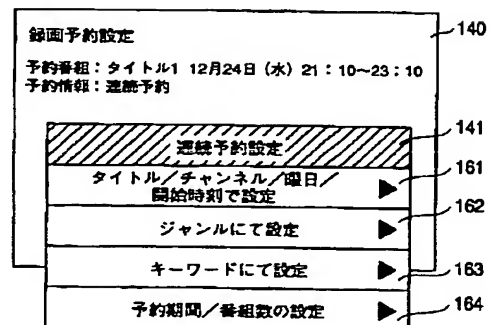 録画予約設定
140
予約番組：タイトル1 12月24日（水）21：10～23：10
予約情報：連続予約
連続予約設定
141
タイトル／チャンネル／曜日／
開始時刻で設定
161
ジャンルにて設定
162
キーワードにて設定
163
予約期間／番組数の設定
164